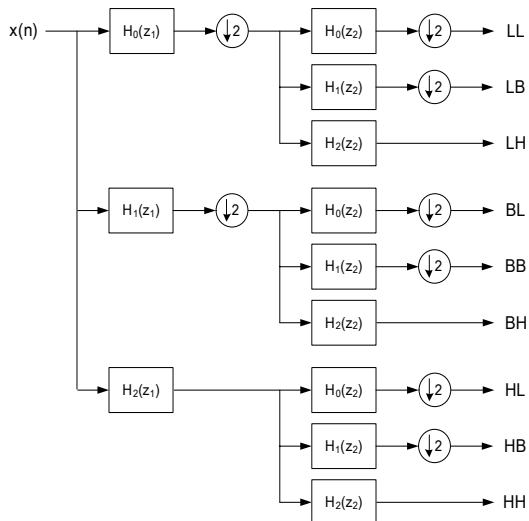 x(n) H₀(z₁) ↓2 H₀(z₂) ↓2 LL
H₁(z₂) ↓2 LB
H₂(z₂) LH
H₁(z₁) ↓2 H₀(z₂) ↓2 BL
H₁(z₂) ↓2 BB
H₂(z₂) BH
H₂(z₁) H₀(z₂) ↓2 HL
H₁(z₂) ↓2 HB
H₂(z₂) HH